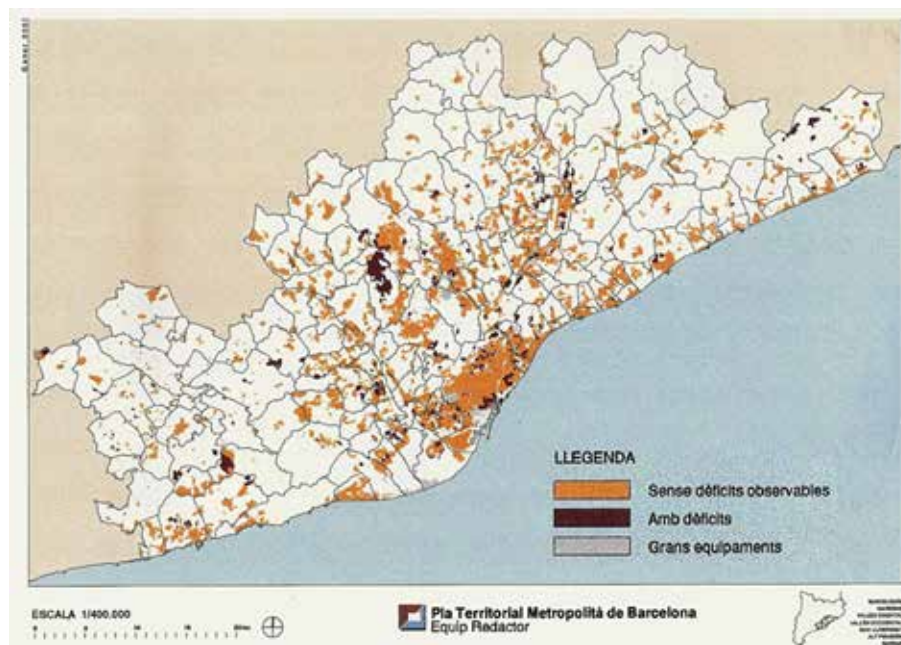 LLEGENDA
Sense dèficits observables
Amb dèficits
Grans equipaments
ESCALA 1/400.000
Pla Territorial Metropolità de Barcelona
Equip Redactor